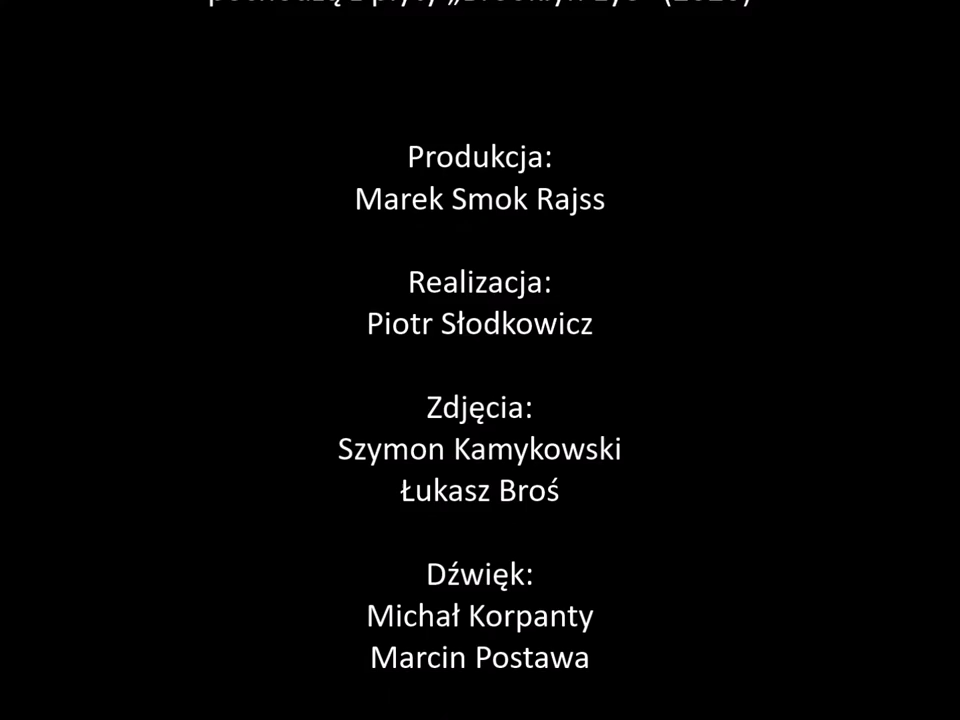 Produkcja:
Marek Smok Rajss
Realizacja:
Piotr Słodkowicz
Zdjęcia:
Szymon Kamykowski
Łukasz Broś
Dźwięk:
Michał Korpanty
Marcin Postawa